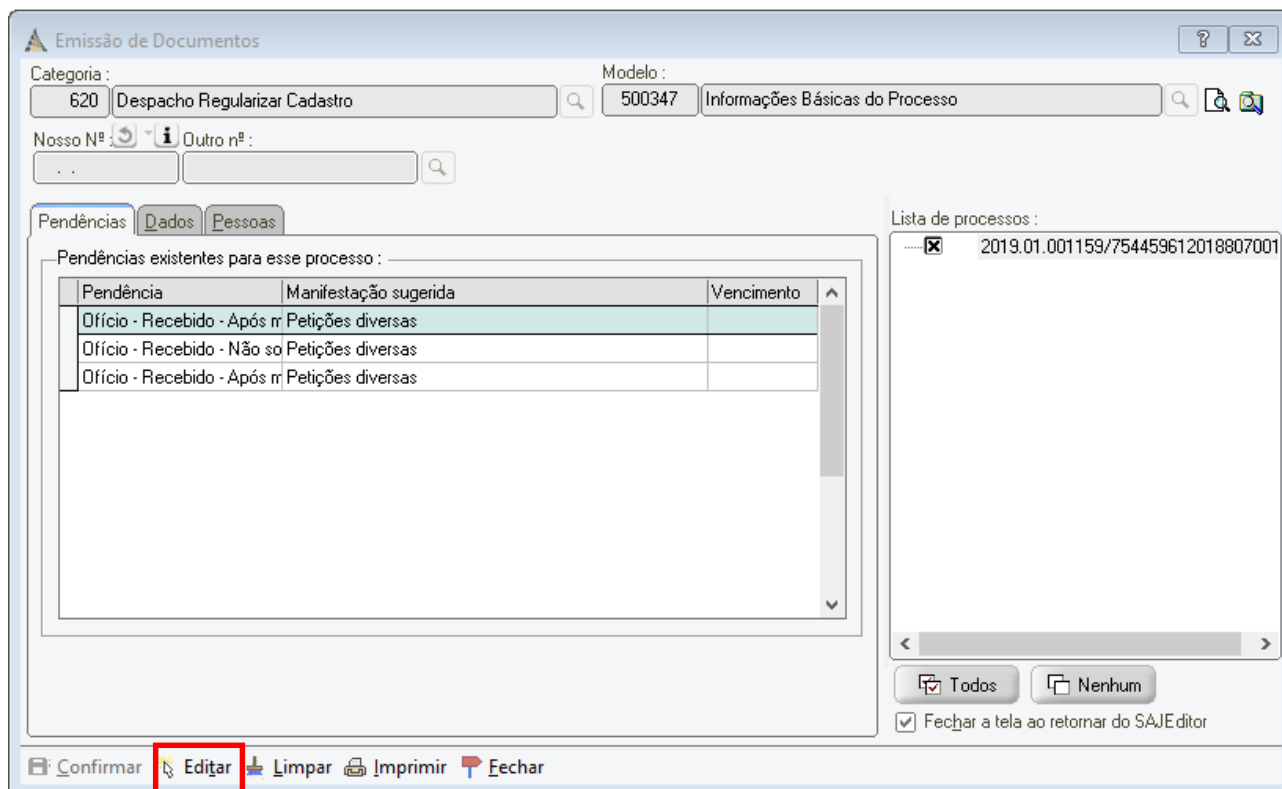 Emissão de Documentos
Categoria :
620 Despacho Regularizar Cadastro
Modelo :
500347 Informações Básicas do Processo
Nosso Nº : Outro nº :
. .
Pendências Dados Pessoas
Pendências existentes para esse processo :
Pendência Manifestação sugerida Vencimento
Ofício - Recebido - Após m Petições diversas
Ofício - Recebido - Não so Petições diversas
Ofício - Recebido - Após m Petições diversas
Lista de processos :
2019.01.001159/754459612018807001
Todos Nenhum
Fechar a tela ao retornar do SAJEditor
Confirmar Editar Limpar Imprimir Fechar